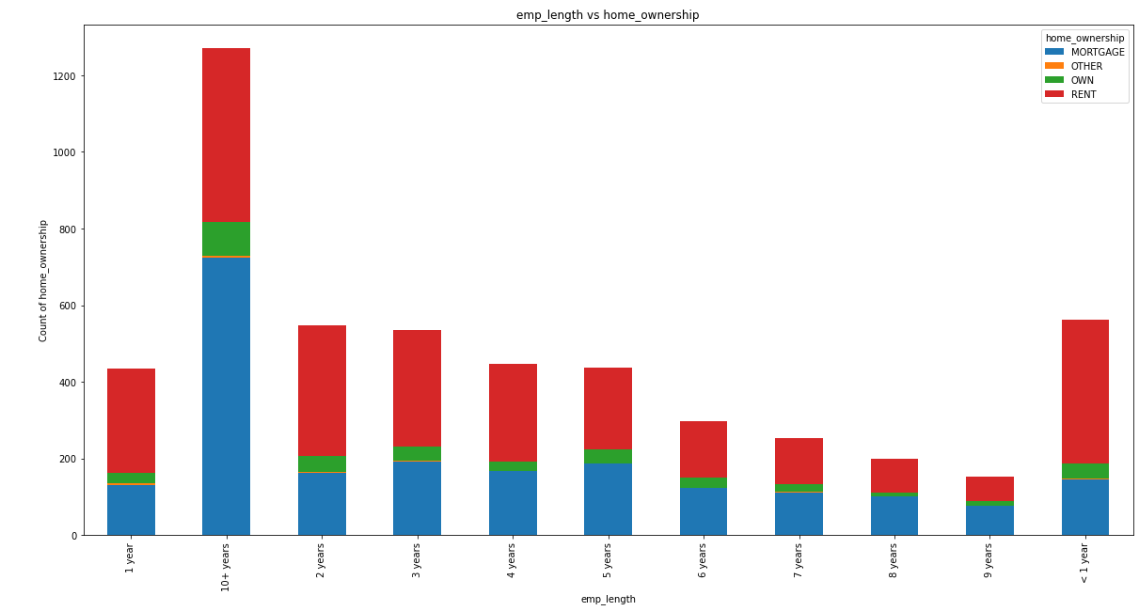 emp_length vs home_ownership
home_ownership
MORTGAGE
OTHER
OWN
RENT
Count of home_ownership
1200
1000
800
600
400
200
0
1 year
10+ years
2 years
3 years
4 years
5 years
6 years
7 years
8 years
9 years
< 1 year
emp_length